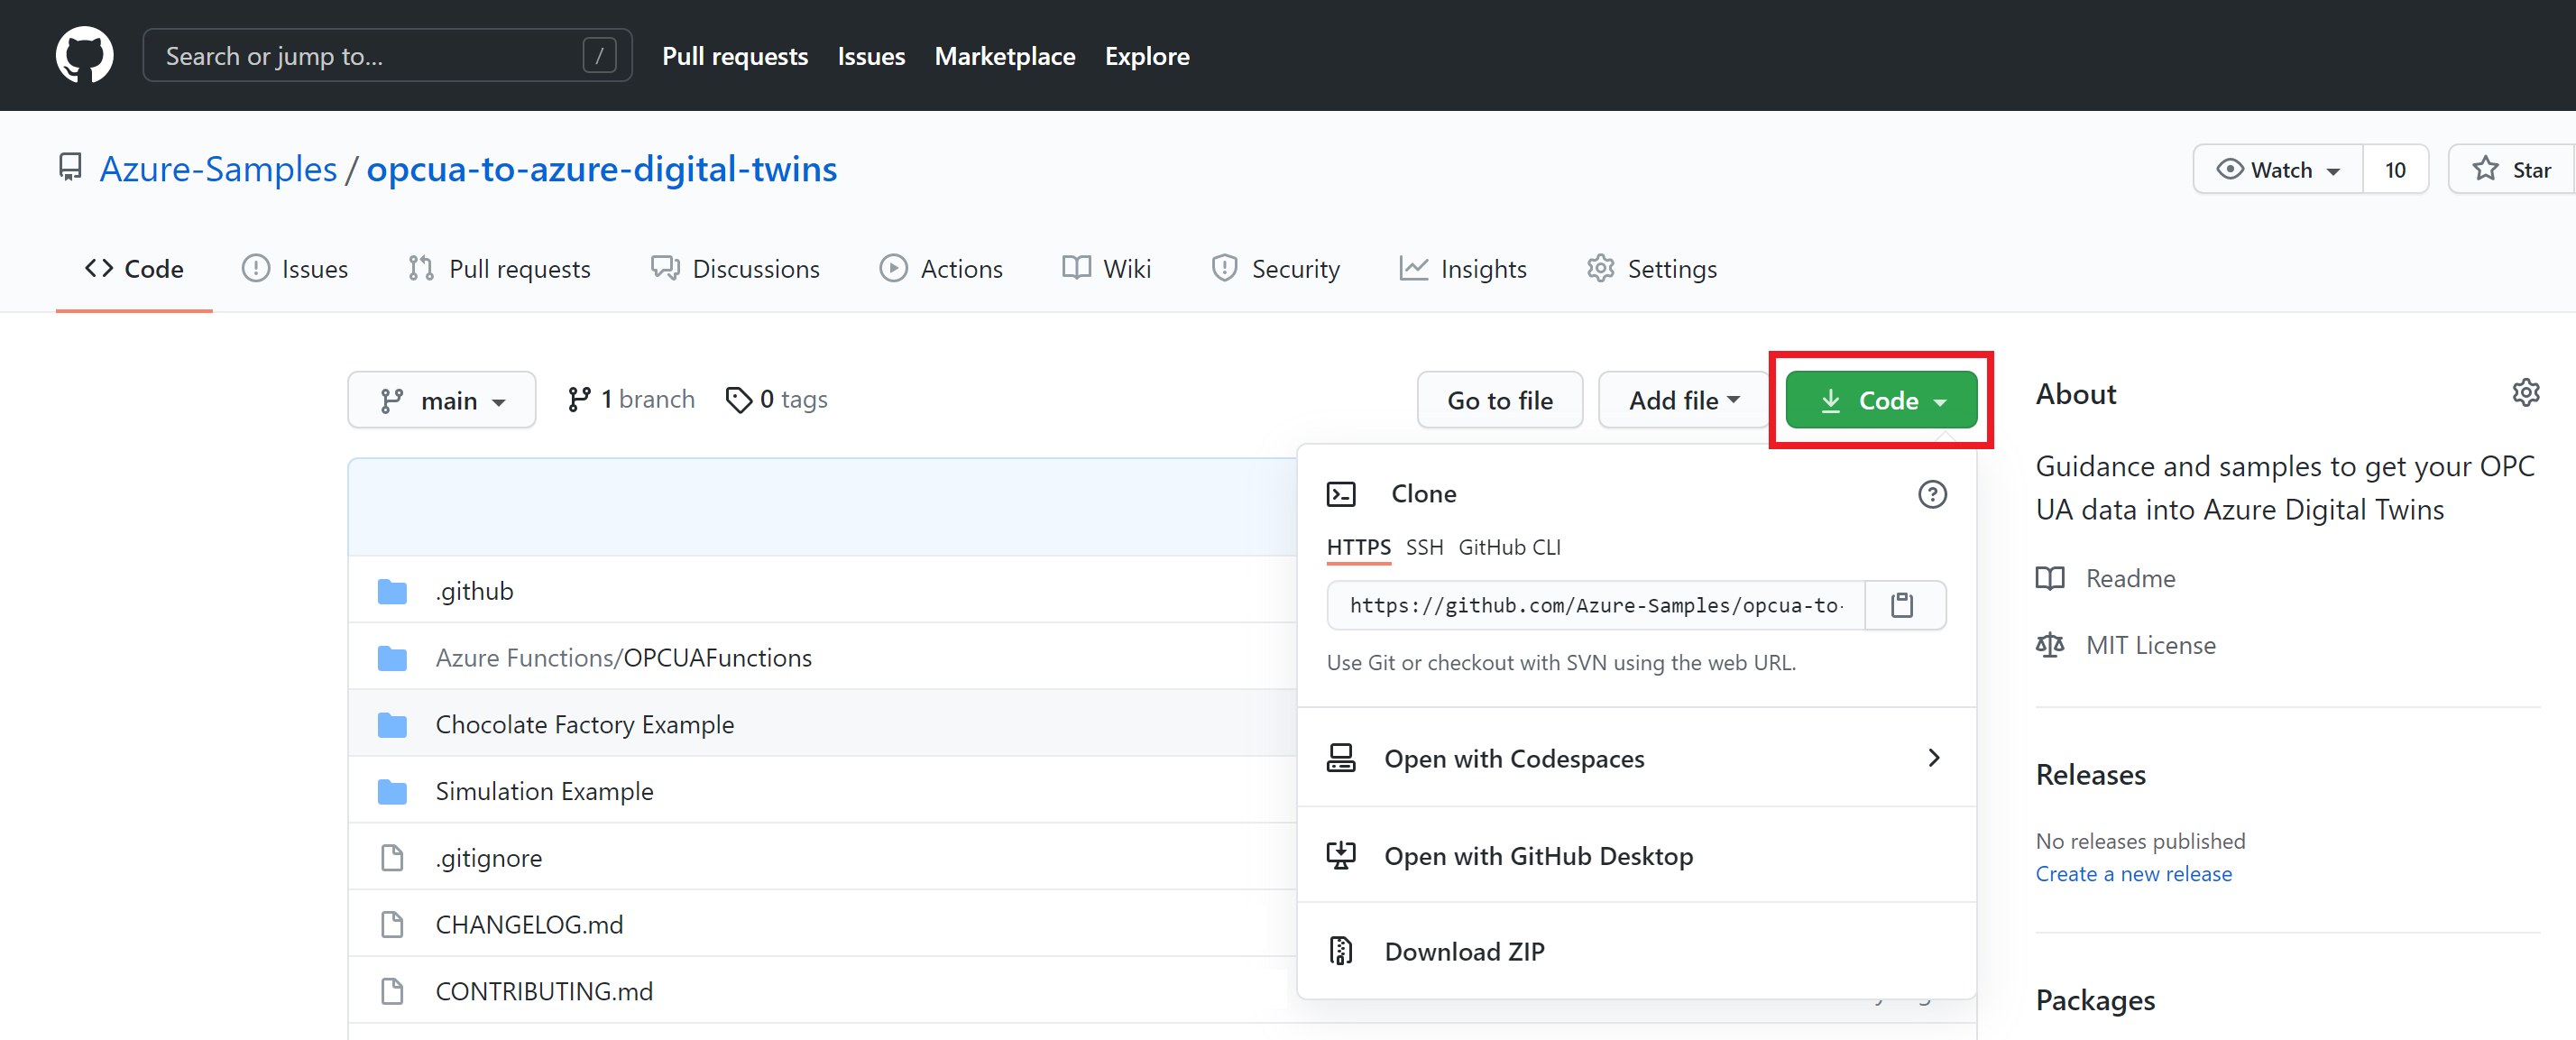 Search or jump to... /
Pull requests Issues Marketplace Explore
Azure-Samples / opcua-to-azure-digital-twins
Watch 10 Star
Code Issues Pull requests Discussions Actions Wiki Security Insights Settings
main 1 branch 0 tags
Go to file Add file Code
.github
Azure Functions/OPCUAFunctions
Chocolate Factory Example
Simulation Example
.gitignore
CHANGELOG.md
CONTRIBUTING.md
Clone
HTTPS SSH GitHub CLI
https://github.com/Azure-Samples/opcua-to-
Use Git or checkout with SVN using the web URL.
Open with Codespaces
Open with GitHub Desktop
Download ZIP
About
Guidance and samples to get your OPC
UA data into Azure Digital Twins
Readme
MIT License
Releases
No releases published
Create a new release
Packages